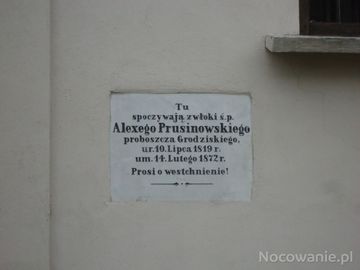 Tu
spoczywają zwłoki ś.p.
Alexego Prusinowskiego
proboszcza Grodziskiego.
ur. 10. Lipca 1819 r.
um. 14. Lutego 1872 r.
Prosi o westchnienie!
Nocowanie.pl